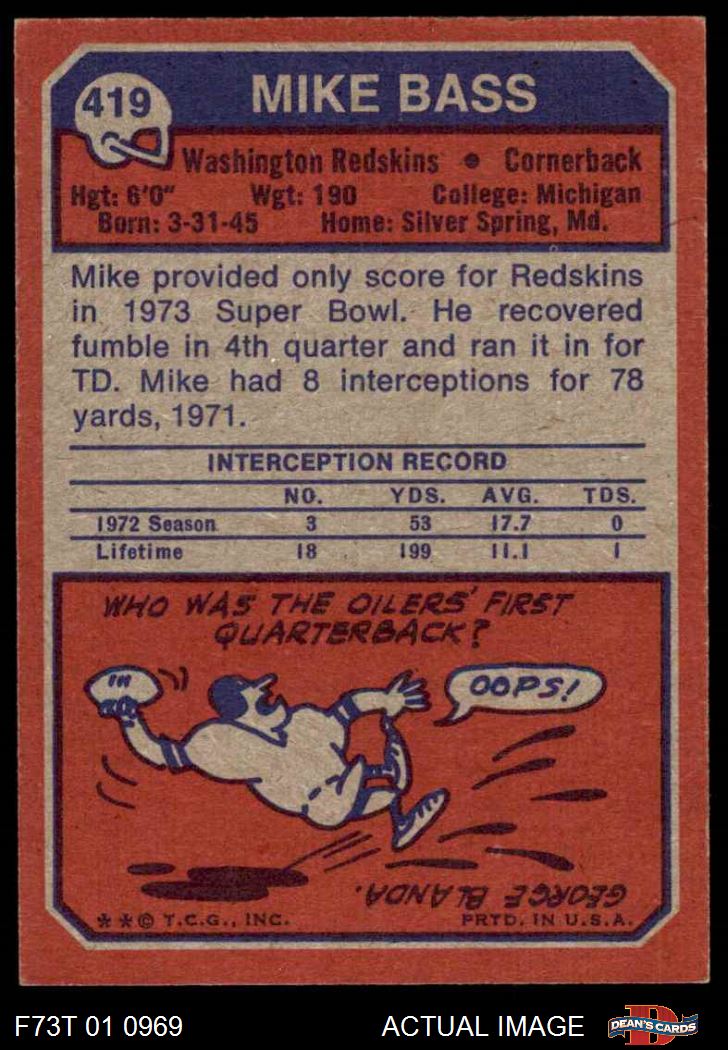 419
MIKE BASS
Washington Redskins • Cornerback
Hgt: 6'0" Wgt: 190 College: Michigan
Born: 3-31-45 Home: Silver Spring, Md.
Mike provided only score for Redskins
in 1973 Super Bowl. He recovered
fumble in 4th quarter and ran it in for
TD. Mike had 8 interceptions for 78
yards, 1971.
INTERCEPTION RECORD
NO. YDS. AVG. TDS.
1972 Season 3 53 17.7 0
Lifetime 18 199 11.1 1
WHO WAS THE OILERS' FIRST
QUARTERBACK?
OOPS!
GEORGE BLANDA.
* * © T.C.G., INC. PRTD. IN U.S.A.
F73T 01 0969 ACTUAL IMAGE
D
DEAN'S CARDS